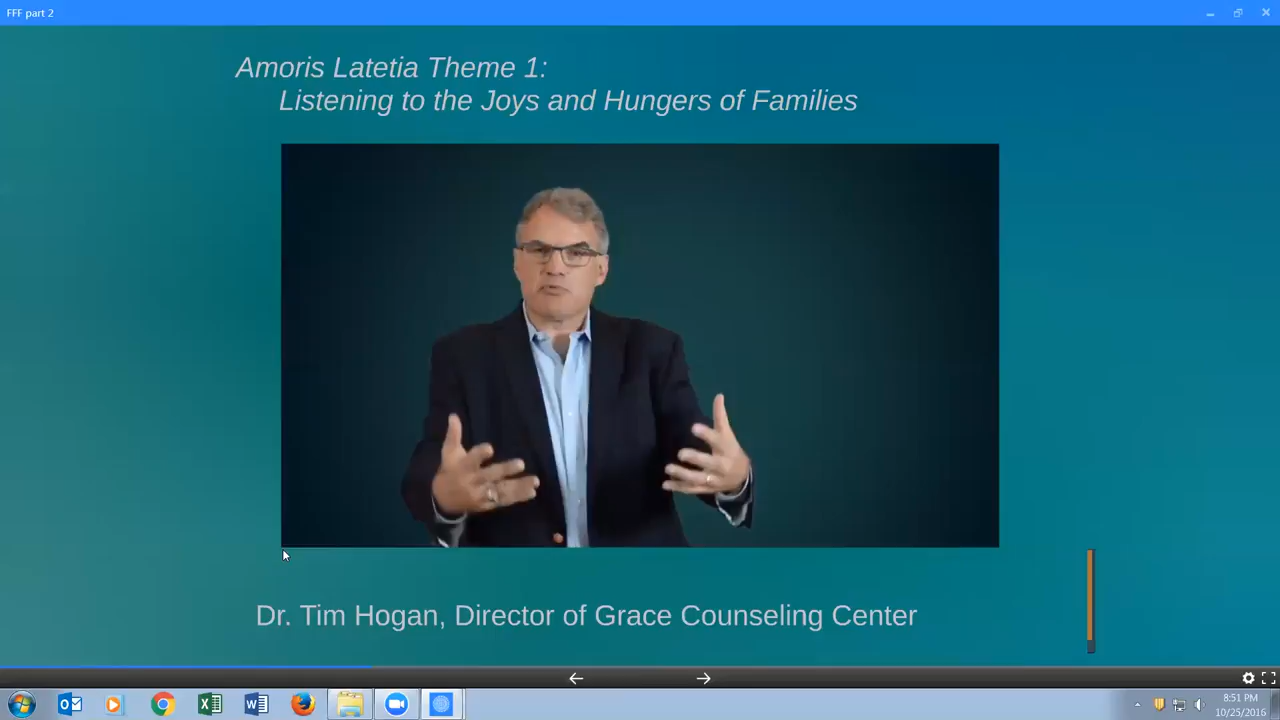 FFF part 2
Amoris Latetia Theme 1:
Listening to the Joys and Hungers of Families
Dr. Tim Hogan, Director of Grace Counseling Center
8:51 PM
10/25/2016